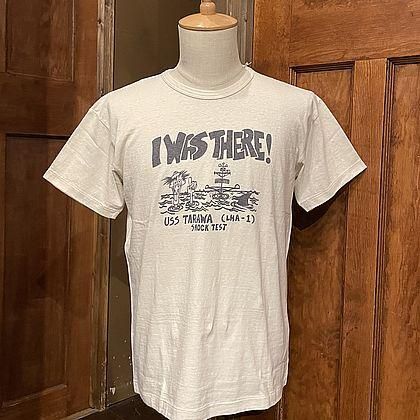 I WAS THERE!
USS TARAWA (LHA-1)
SHOCK TEST